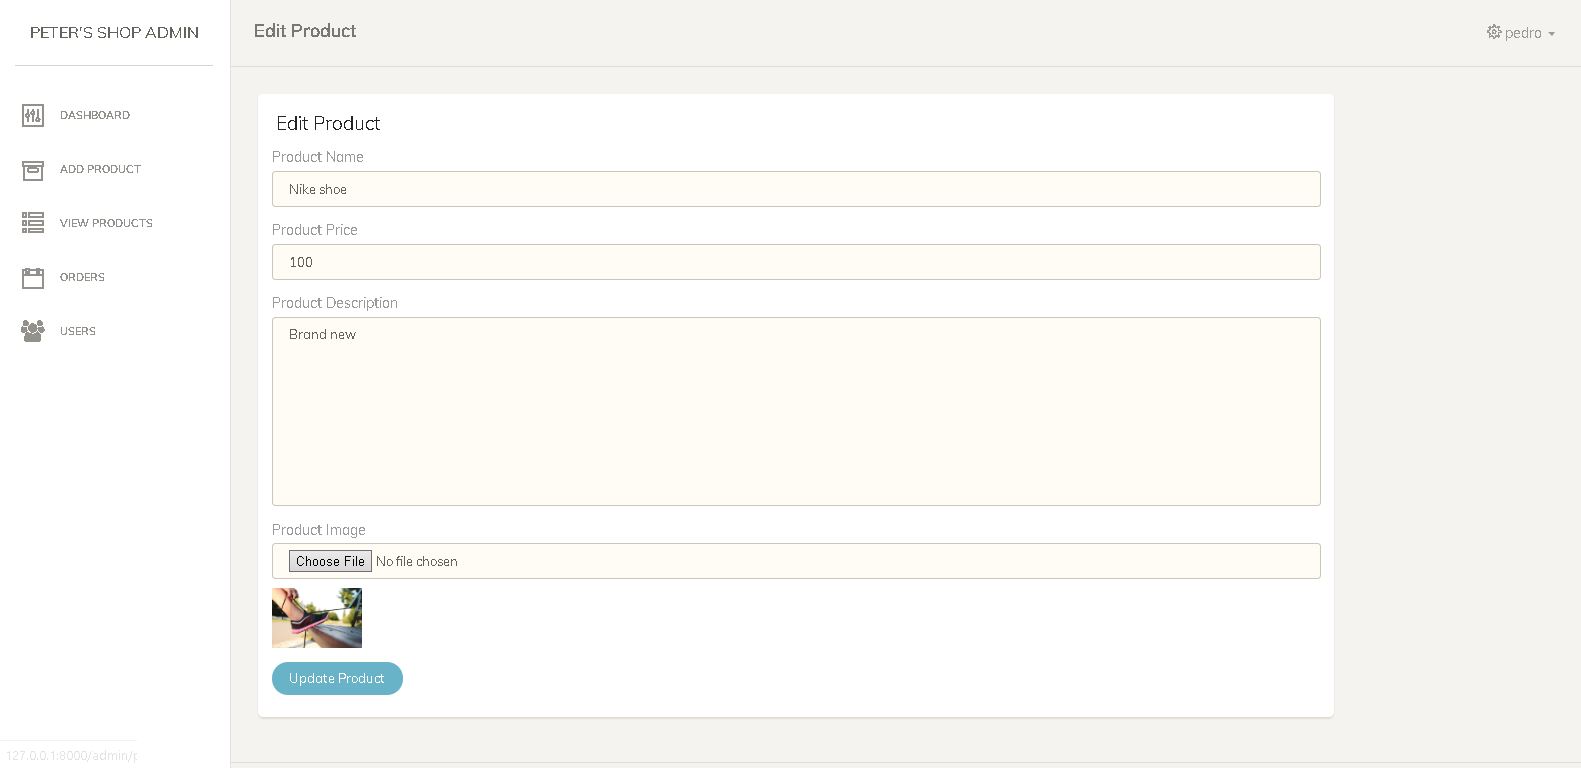 PETER'S SHOP ADMIN
Edit Product
pedro
DASHBOARD
ADD PRODUCT
VIEW PRODUCTS
ORDERS
USERS
Edit Product
Product Name
Nike shoe
Product Price
100
Product Description
Brand new
Product Image
Choose File No file chosen
Update Product
127.0.0.1:8000/admin/p